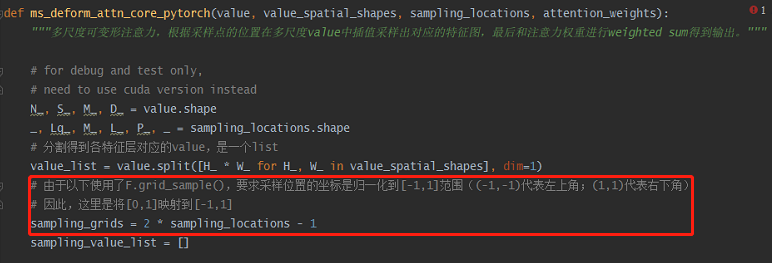 def ms_deform_attn_core_pytorch(value, value_spatial_shapes, sampling_locations, attention_weights):
1
"""多尺度可变形注意力，根据采样点的位置在多尺度value中插值采样出对应的特征图，最后和注意力权重进行weighted sum得到输出。"""
# for debug and test only,
# need to use cuda version instead
N_, S_, M_, D_ = value.shape
_, Lq_, M_, L_, P_, _ = sampling_locations.shape
# 分割得到各特征层对应的value，是一个list
value_list = value.split([H_ * W_ for H_, W_ in value_spatial_shapes], dim=1)
# 由于以下使用了F.grid_sample()，要求采样位置的坐标是归一化到[-1,1]范围（(-1,-1)代表左上角；(1,1)代表右下角）
# 因此，这里是将[0,1]映射到[-1,1]
sampling_grids = 2 * sampling_locations - 1
sampling_value_list = []